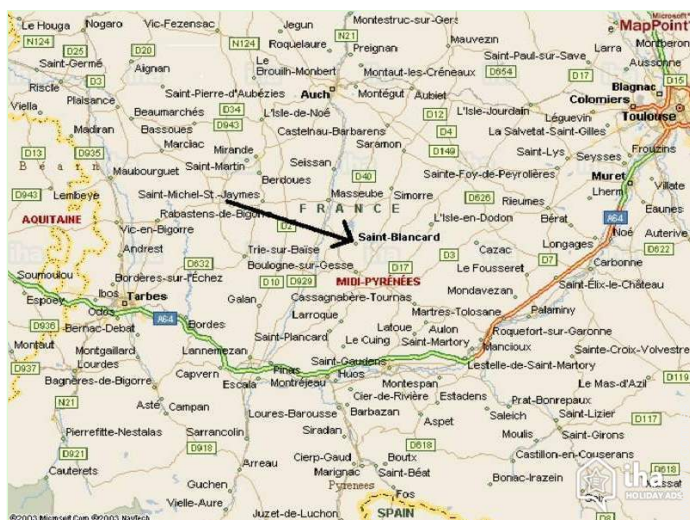 Le Houga
Nogaro
Vic-Fezensac
Jegun
Montestruc-sur-Gers
Microsoft
MapPoint
N124
D25
D20
Roquelaure
N21
Preignan
Mauvezin
Larra
Montberon
N124
Saint-Germé
Aignan
Le
Brouilh-Monbert
Montaut-les-Créneaux
Saint-Paul-sur-Save
D654
D17
Aussonne
D15
Riscle
D3
Plaisance
Saint-Pierre-d'Aubézies
Auch
Montégut
Aubiet
Blagnac
Colomiers
Viella
Beaumarchés
D34
L'Isle-de-Noé
D12
L'Isle-Jourdain
Léguevin
Toulouse
Madiran
Bassoues
D943
Castelnau-Barbarens
D4
La Salvetat-Saint-Gilles
D13
D935
Marciac
Mirande
Saramon
D149
Saint-Lys
Frouzins
Béarn
Maubourguet
Saint-Martin
Seissan
D40
Seysses
Sainte-Foy-de-Peyrolières
Muret
D943
Lembeye
Berdoues
Saint-Michel-St Jaymes
Masseube
Simorre
D626
Rieumes
Lherm
Villate
AQUITAINE
Rabastens-de-Bigorre
FRANCE
L'Isle-en-Dodon
Bérat
A64
Eaunes
Vic-en-Bigorre
D2
Saint-Blancard
Noé
Auterive
Andrest
D632
Trie-sur-Baïse
Cazac
Longages
Soumoulou
Bordères-sur-l'Échez
Boulogne-sur-Gesse
D17
D3
Le Fousseret
D7
Carbonne
D10
D929
MIDI-PYRÉNÉES
Saint-Élix-le-Château
Espoey
Ibos
Tarbes
Galan
Cassagnabère-Tournas
Mondavezan
Odos
Larroque
Martres-Tolosane
Palaminy
D936
Bernac-Debat
A64
Bordes
Latoue
Aulon
Roquefort-sur-Garonne
Montaut
Montgaillard
Lannemezan
Saint-Plancard
Le Cuing
Saint-Martory
Mancioux
Sainte-Croix-Volvestre
D937
Lourdes
Capvern
Pinas
Saint-Gaudens
Lestelle-de-Saint-Martory
D119
Bagnères-de-Bigorre
Escala
Montréjeau
Huos
Montespan
Le Mas-d'Azil
N21
Asté
Campan
Cier-de-Rivière
Estadens
Prat-Bonrepaux
Loures-Barousse
Barbazan
Saleich
Saint-Lizier
D117
Pierrefitte-Nestalas
Sarrancolin
Siradan
Aspet
Moulis
Saint-Girons
D921
D918
D618
Arreau
Cierp-Gaud
Boutx
Castillon-en-Couserans
Cauterets
Marignac
Saint-Béat
D618
Guchen
Pyrenees
Bonac-Irazein
Vielle-Aure
Fos
D8
iha
HOLIDAY ADS
Juzet-de-Luchon
SPAIN
©2003 Microsoft Corp ©2003 NavTech